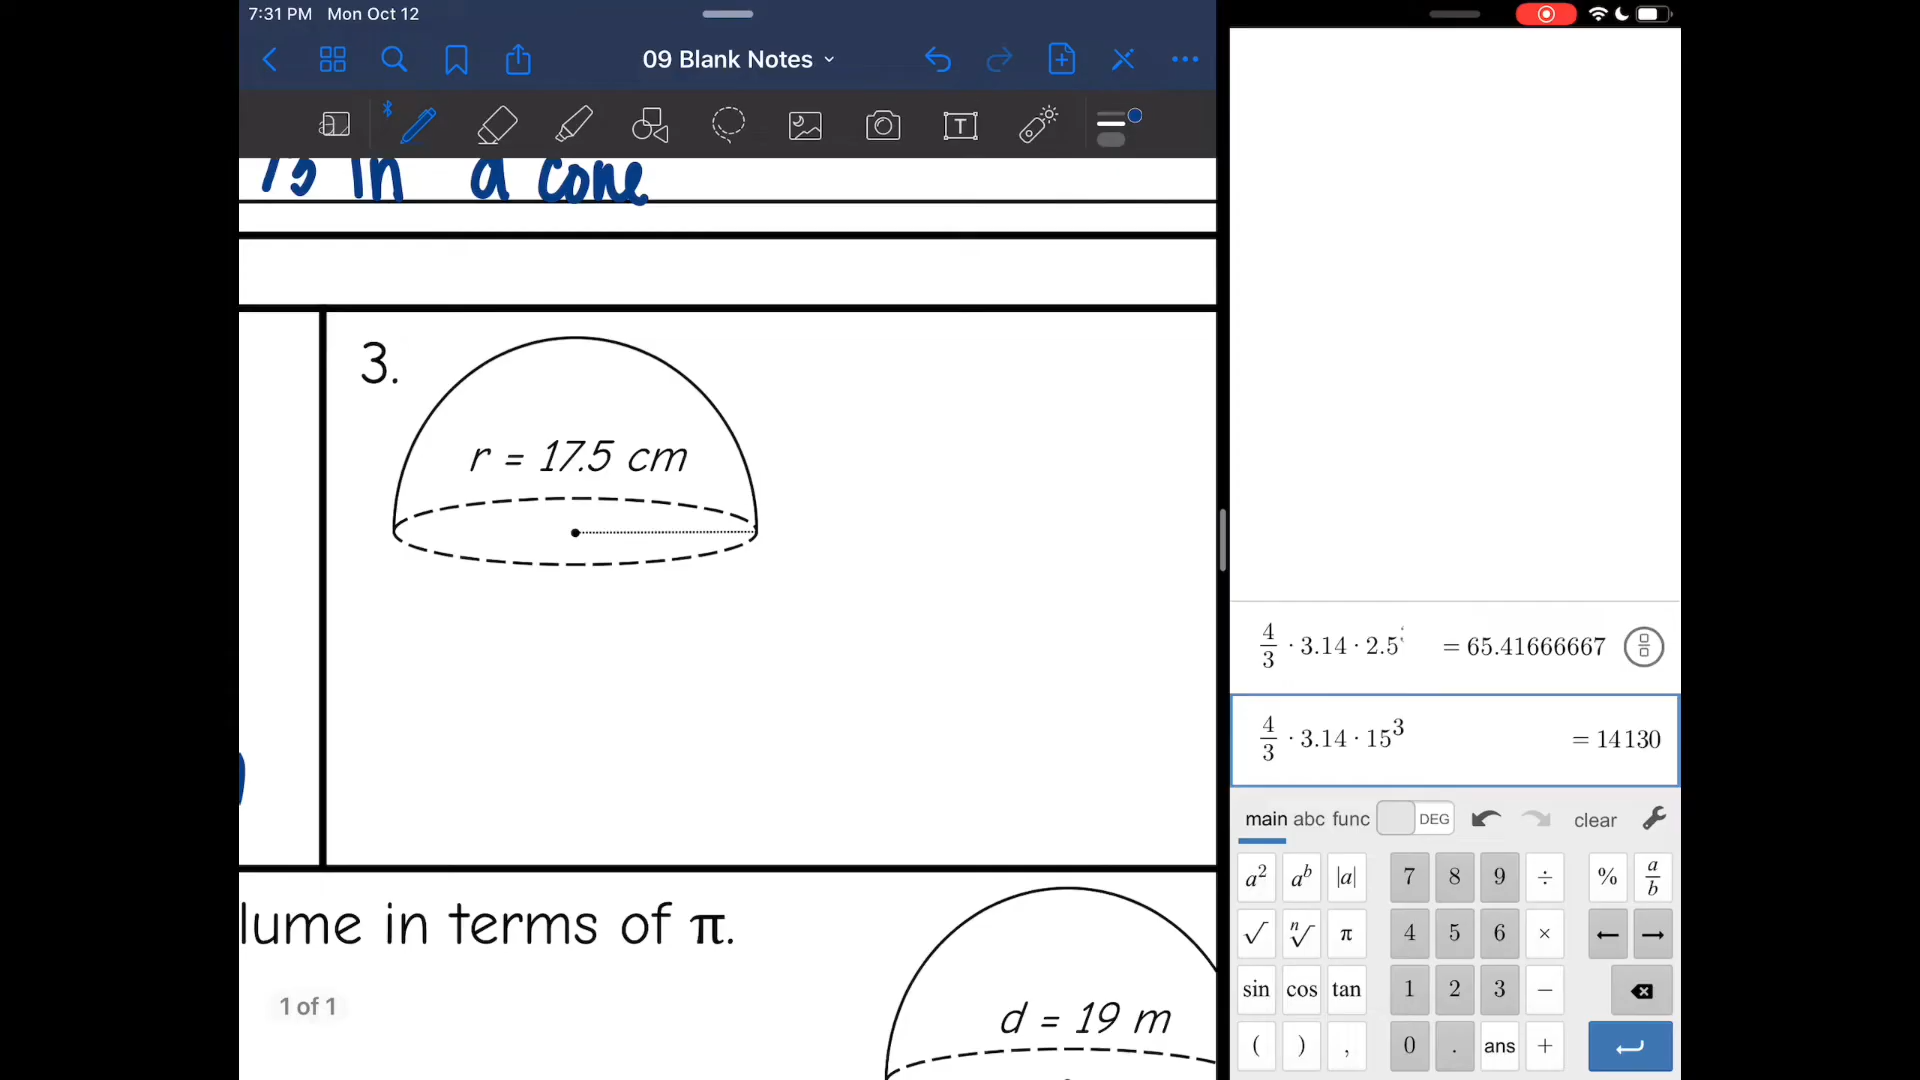 7:31 PM Mon Oct 12
09 Blank Notes
is in a cone
3.
r = 17.5 cm
lume in terms of π.
d = 19 m
1 of 1
4/3 · 3.14 · 2.5 = 65.41666667
4/3 · 3.14 · 15³ = 14130
main abc func DEG clear
a² aᵇ |a| 7 8 9 ÷ % a/b
√ ⁿ√ π 4 5 6 × ← →
sin cos tan 1 2 3 −
( ) , 0 . ans +